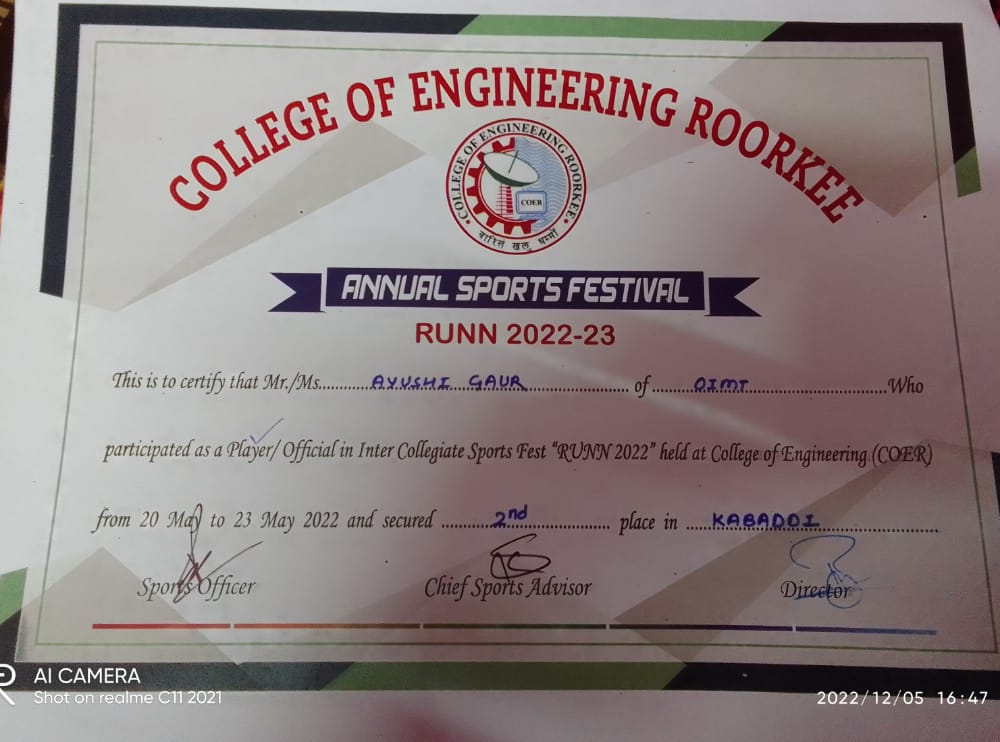 COLLEGE OF ENGINEERING ROORKEE
COLLEGE OF ENGINEERING ROORKEE
COER
वारितं खलु धम्मों
ANNUAL SPORTS FESTIVAL
RUNN 2022-23
This is to certify that Mr./Ms. AYUSHI GAUR of OIMT Who
participated as a Player/ Official in Inter Collegiate Sports Fest “RUNN 2022” held at College of Engineering (COER)
from 20 May to 23 May 2022 and secured 2nd place in KABADDI
Sports Officer Chief Sports Advisor Director
AI CAMERA
Shot on realme C11 2021
2022/12/05 16:47